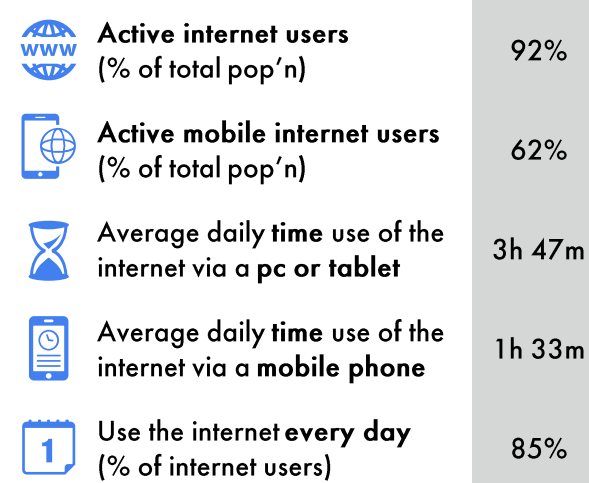 www
Active internet users
(% of total pop’n)
92%
Active mobile internet users
(% of total pop’n)
62%
Average daily time use of the
internet via a pc or tablet
3h 47m
Average daily time use of the
internet via a mobile phone
1h 33m
1
Use the internet every day
(% of internet users)
85%